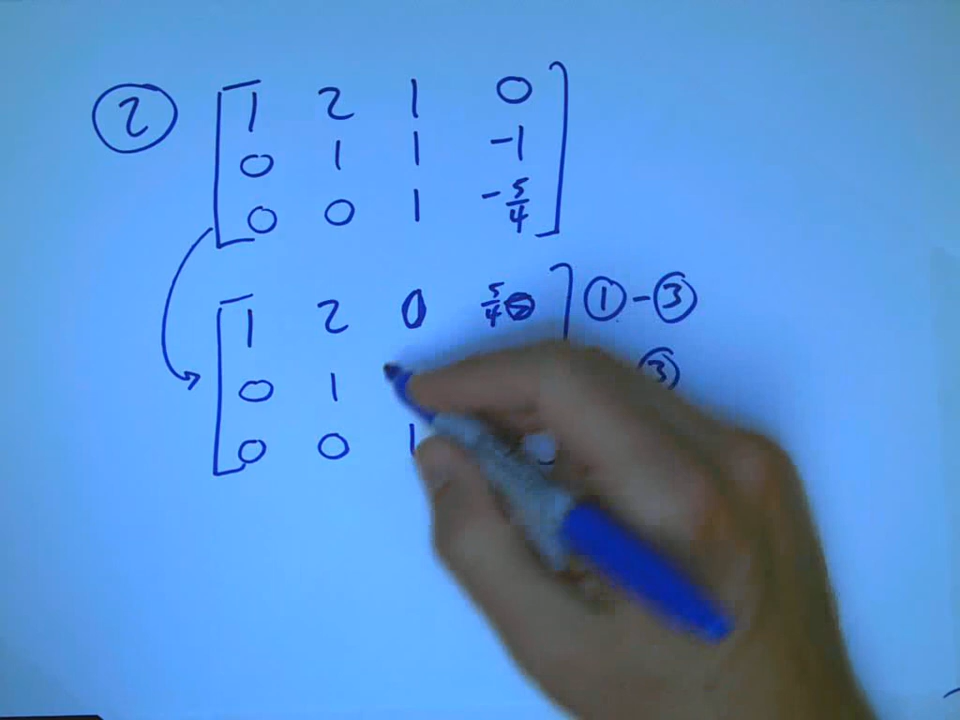 ② 1 2 1 0
0 1 1 -1
0 0 1 -5/4
1 2 0 5/4 ① - ③
0 1 ③
0 0 1